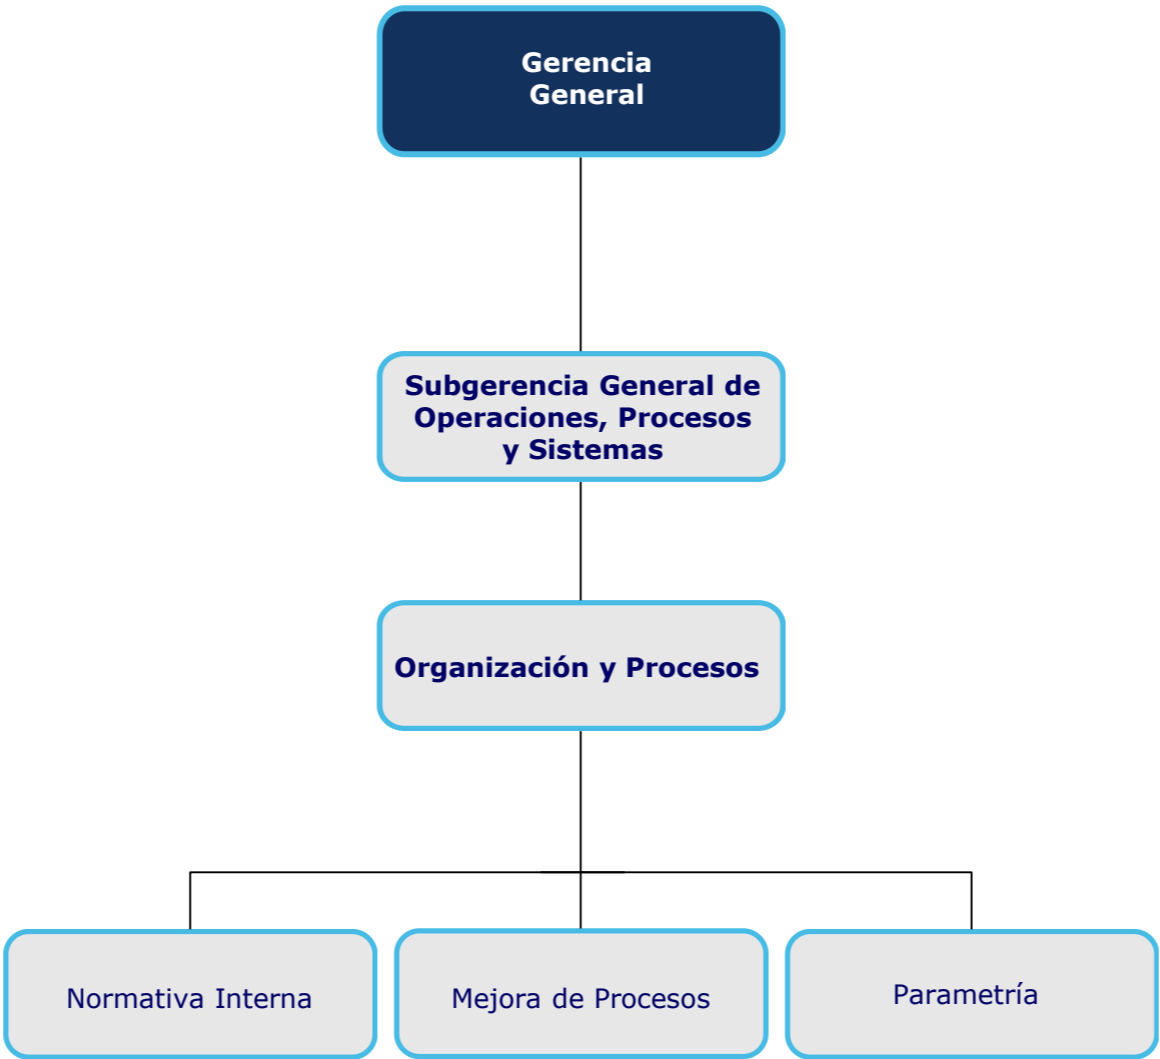 Gerencia
General
Subgerencia General de
Operaciones, Procesos
y Sistemas
Organización y Procesos
Normativa Interna
Mejora de Procesos
Parametría